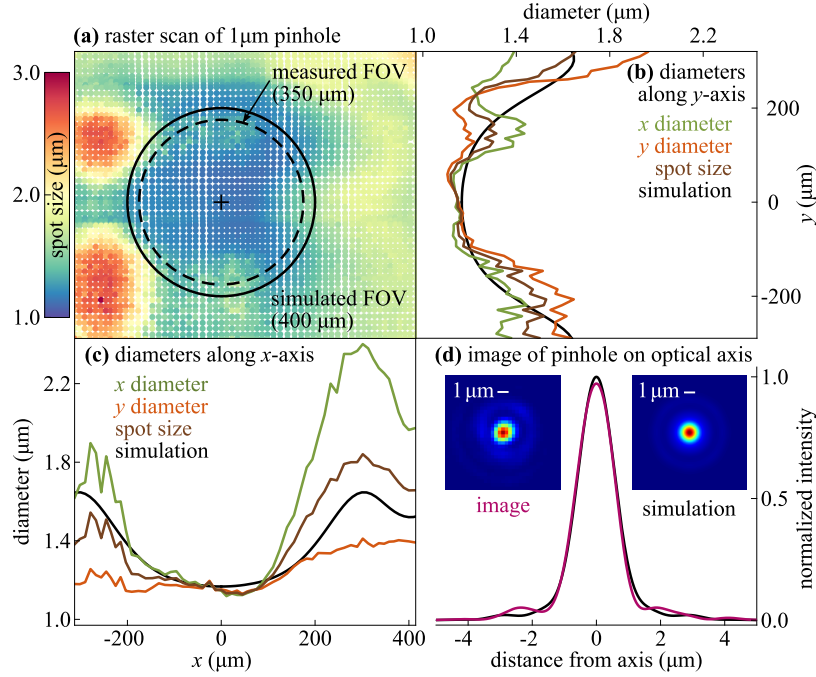 (a) raster scan of 1μm pinhole
measured FOV
(350 μm)
simulated FOV
(400 μm)
3.0
2.0
1.0
spot size (μm)
diameter (μm)
1.0
1.4
1.8
2.2
(b) diameters
along y-axis
x diameter
y diameter
spot size
simulation
200
0
-200
y (μm)
(c) diameters along x-axis
x diameter
y diameter
spot size
simulation
2.2
1.8
1.4
1.0
diameter (μm)
-200
0
200
400
x (μm)
(d) image of pinhole on optical axis
1 μm
image
1 μm
simulation
1.0
0.5
0.0
normalized intensity
-4
-2
0
2
4
distance from axis (μm)